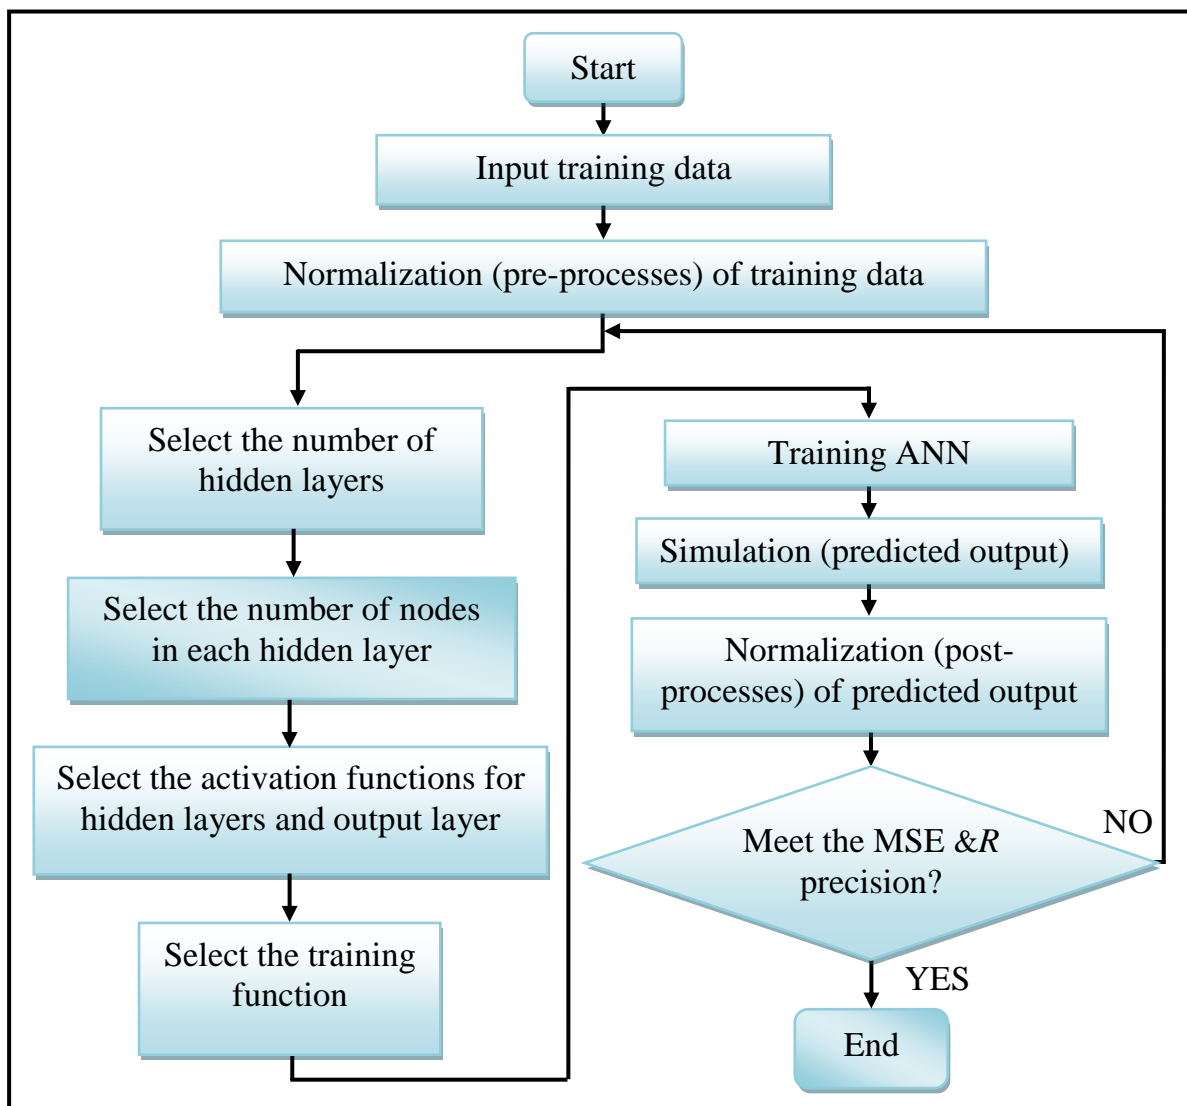 Start
Input training data
Normalization (pre-processes) of training data
Select the number of
hidden layers
Select the number of nodes
in each hidden layer
Select the activation functions for
hidden layers and output layer
Select the training
function
Training ANN
Simulation (predicted output)
Normalization (post-
processes) of predicted output
Meet the MSE &R
precision?
NO
YES
End